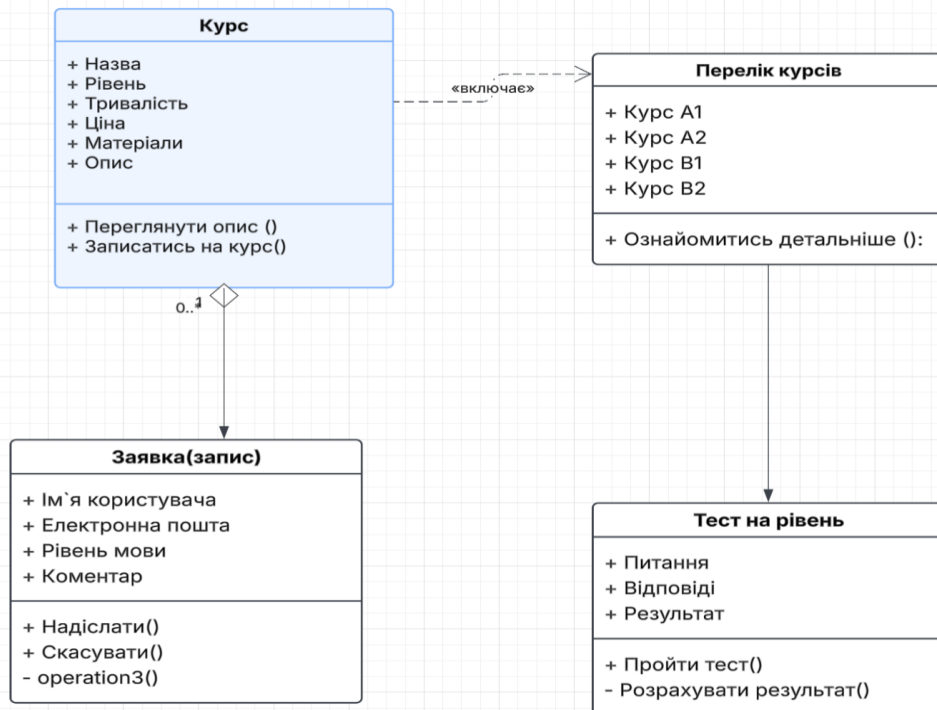 Курс
+ Назва
+ Рівень
+ Тривалість
+ Ціна
+ Матеріали
+ Опис
+ Переглянути опис ()
+ Записатись на курс()
«включає»
Перелік курсів
+ Курс А1
+ Курс А2
+ Курс В1
+ Курс В2
+ Ознайомитись детальніше ():
1
0..*
Заявка(запис)
+ Ім`я користувача
+ Електронна пошта
+ Рівень мови
+ Коментар
+ Надіслати()
+ Скасувати()
- operation3()
Тест на рівень
+ Питання
+ Відповіді
+ Результат
+ Пройти тест()
- Розрахувати результат()